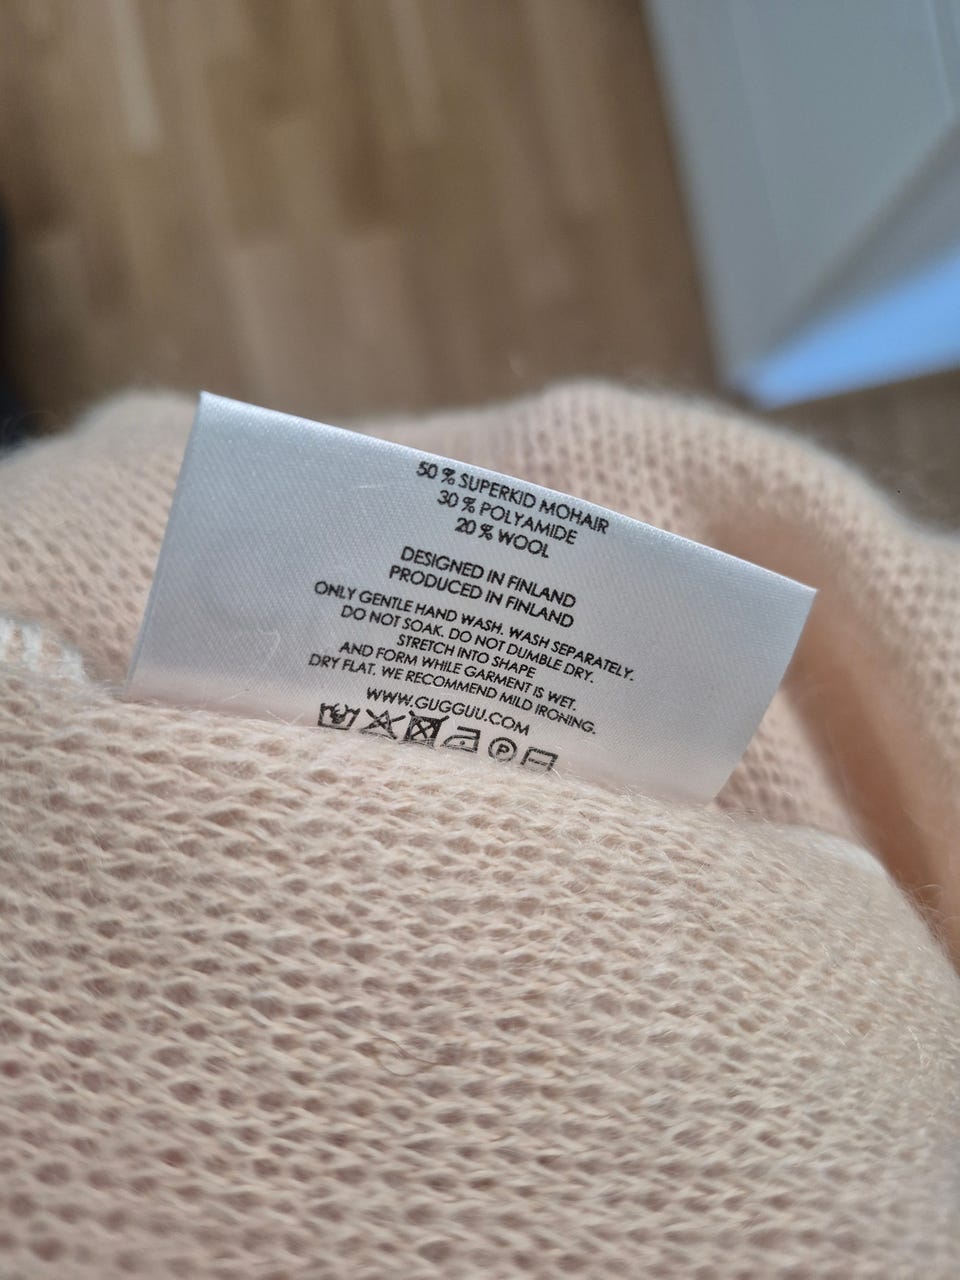 50 % SUPERKID MOHAIR
30 % POLYAMIDE
20 % WOOL
DESIGNED IN FINLAND
PRODUCED IN FINLAND
ONLY GENTLE HAND WASH. WASH SEPARATELY.
DO NOT SOAK. DO NOT DUMBLE DRY.
STRETCH INTO SHAPE
AND FORM WHILE GARMENT IS WET.
DRY FLAT. WE RECOMMEND MILD IRONING.
WWW.GUGGUU.COM
P